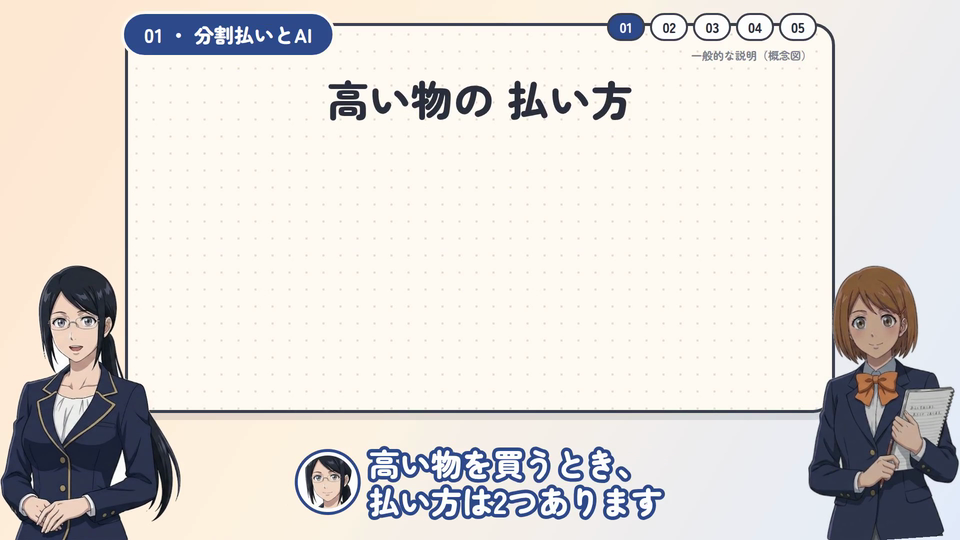 01 ・ 分割払いとAI
01 02 03 04 05
一般的な説明（概念図）
高い物の 払い方
高い物を買うとき、
払い方は2つあります